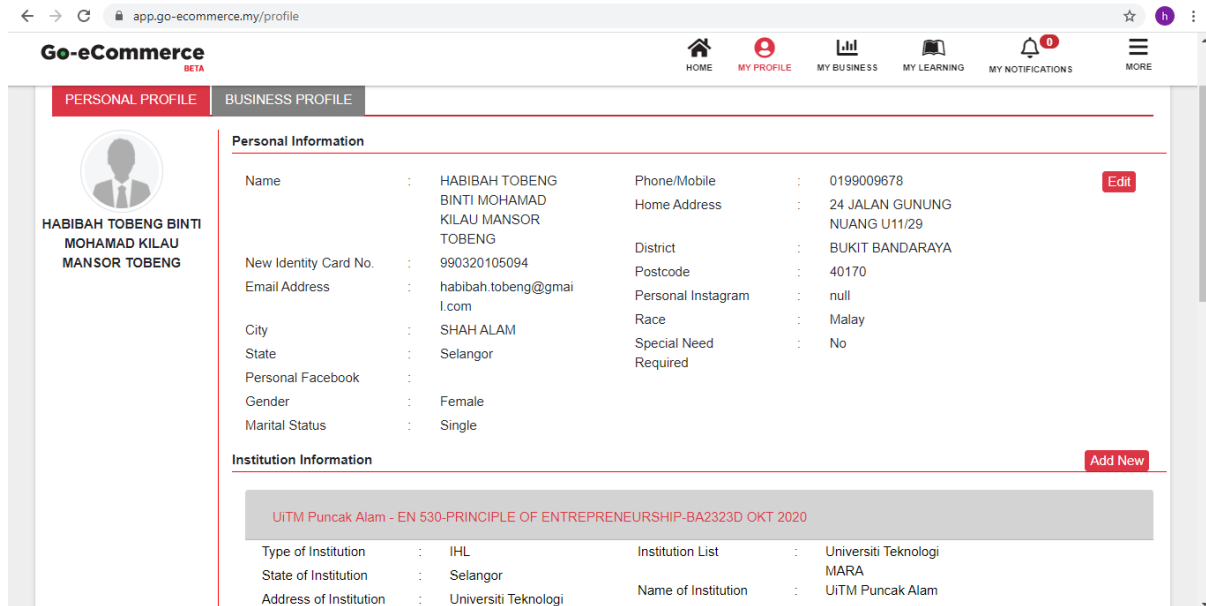 app.go-ecommerce.my/profile
h
Go-eCommerce
BETA
HOME
MY PROFILE
MY BUSINESS
MY LEARNING
0
MY NOTIFICATIONS
MORE
PERSONAL PROFILE
BUSINESS PROFILE
HABIBAH TOBENG BINTI
MOHAMAD KILAU
MANSOR TOBENG
Personal Information
Edit
Name : HABIBAH TOBENG
BINTI MOHAMAD
KILAU MANSOR
TOBENG
New Identity Card No. : 990320105094
Email Address : habibah.tobeng@gmai
l.com
City : SHAH ALAM
State : Selangor
Personal Facebook :
Gender : Female
Marital Status : Single
Phone/Mobile : 0199009678
Home Address : 24 JALAN GUNUNG
NUANG U11/29
District : BUKIT BANDARAYA
Postcode : 40170
Personal Instagram : null
Race : Malay
Special Need : No
Required
Institution Information
Add New
UiTM Puncak Alam - EN 530-PRINCIPLE OF ENTREPRENEURSHIP-BA2323D OKT 2020
Type of Institution : IHL
State of Institution : Selangor
Address of Institution : Universiti Teknologi
Institution List : Universiti Teknologi
MARA
Name of Institution : UiTM Puncak Alam